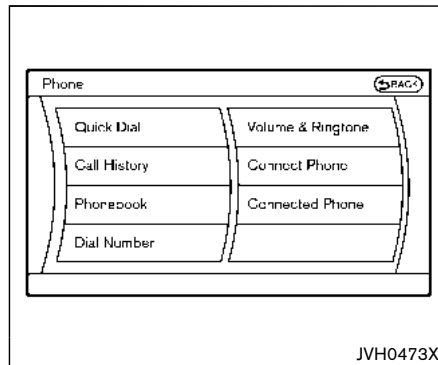 Phone
BACK
Quick Dial
Volume & Ringtone
Call History
Connect Phone
Phonebook
Connected Phone
Dial Number
JVH0473X